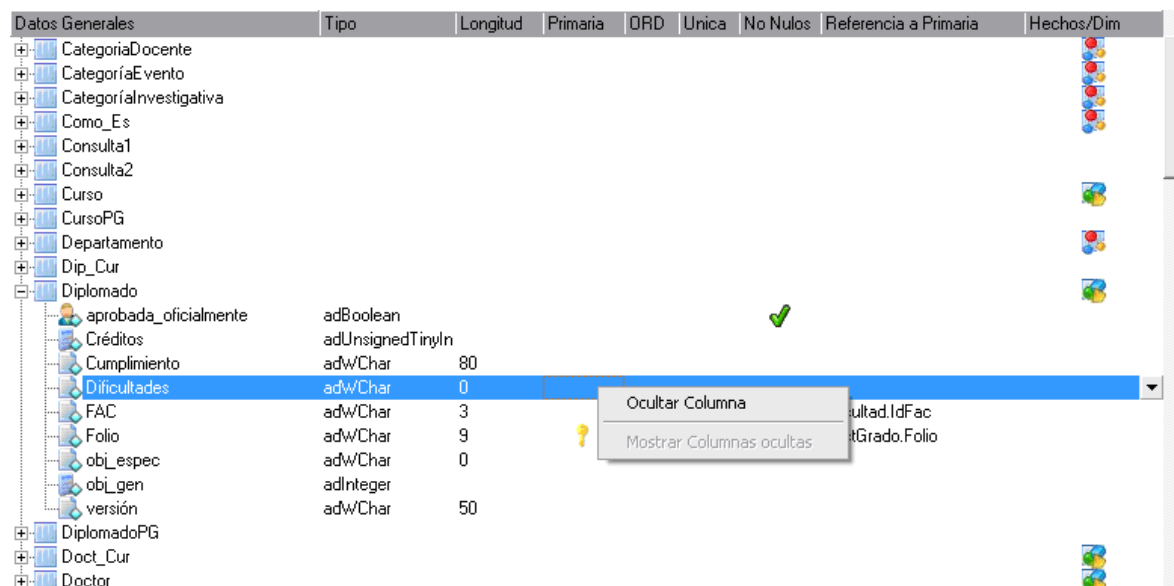 Datos Generales Tipo Longitud Primaria ORD Unica No Nulos Referencia a Primaria Hechos/Dim
CategoriaDocente
CategoríaEvento
CategoríaInvestigativa
Como_Es
Consulta1
Consulta2
Curso
CursoPG
Departamento
Dip_Cur
Diplomado
aprobada_oficialmente adBoolean
Créditos adUnsignedTinyIn
Cumplimiento adWChar 80
Dificultades adWChar 0
Ocultar Columna
FAC adWChar 3 ultad.IdFac
Folio adWChar 9 tGrado.Folio
Mostrar Columnas ocultas
obj_espec adWChar 0
obj_gen adInteger
versión adWChar 50
DiplomadoPG
Doct_Cur
Doctor